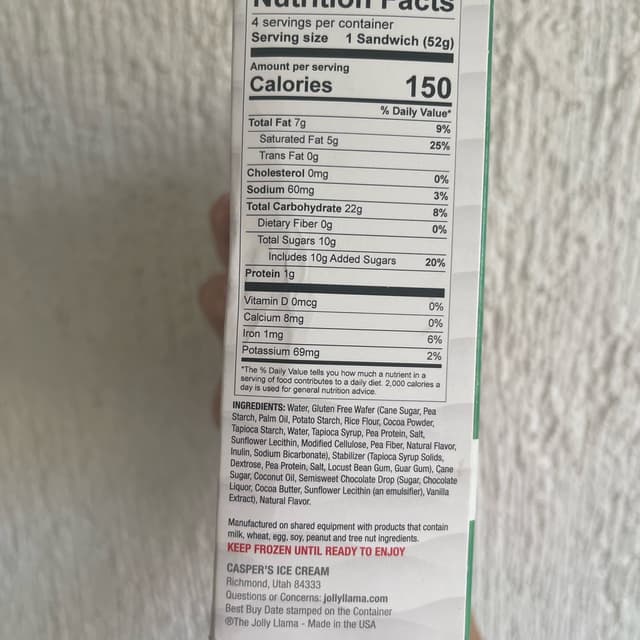 Nutrition Facts
4 servings per container
Serving size 1 Sandwich (52g)
Amount per serving
Calories 150
% Daily Value*
Total Fat 7g 9%
Saturated Fat 5g 25%
Trans Fat 0g
Cholesterol 0mg 0%
Sodium 60mg 3%
Total Carbohydrate 22g 8%
Dietary Fiber 0g 0%
Total Sugars 10g
Includes 10g Added Sugars 20%
Protein 1g
Vitamin D 0mcg 0%
Calcium 8mg 0%
Iron 1mg 6%
Potassium 69mg 2%
*The % Daily Value tells you how much a nutrient in a
serving of food contributes to a daily diet. 2,000 calories a
day is used for general nutrition advice.
INGREDIENTS: Water, Gluten Free Wafer (Cane Sugar, Pea
Starch, Palm Oil, Potato Starch, Rice Flour, Cocoa Powder,
Tapioca Starch, Water, Tapioca Syrup, Pea Protein, Salt,
Sunflower Lecithin, Modified Cellulose, Pea Fiber, Natural Flavor,
Inulin, Sodium Bicarbonate), Stabilizer (Tapioca Syrup Solids,
Dextrose, Pea Protein, Salt, Locust Bean Gum, Guar Gum), Cane
Sugar, Coconut Oil, Semisweet Chocolate Drop (Sugar, Chocolate
Liquor, Cocoa Butter, Sunflower Lecithin (an emulsifier), Vanilla
Extract), Natural Flavor.
Manufactured on shared equipment with products that contain
milk, wheat, egg, soy, peanut and tree nut ingredients.
KEEP FROZEN UNTIL READY TO ENJOY
CASPER'S ICE CREAM
Richmond, Utah 84333
Questions or Concerns: jollyllama.com
Best Buy Date stamped on the Container
®The Jolly Llama - Made in the USA